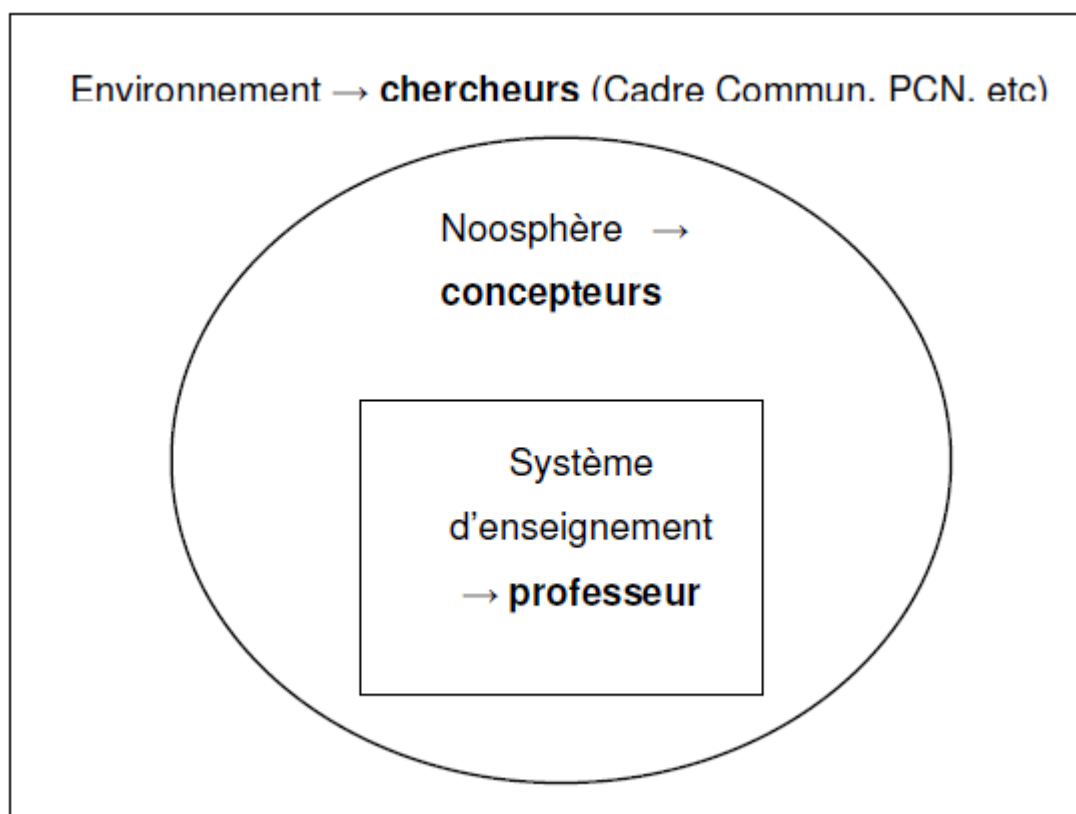 Environnement → chercheurs (Cadre Commun, PCN, etc)
Noosphère →
concepteurs
Système
d'enseignement
→ professeur